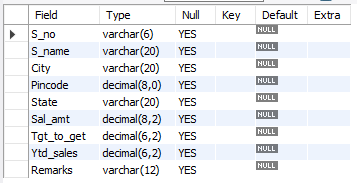 Field Type Null Key Default Extra
S_no varchar(6) YES NULL
S_name varchar(20) YES NULL
City varchar(20) YES NULL
Pincode decimal(8,0) YES NULL
State varchar(20) YES NULL
Sal_amt decimal(8,2) YES NULL
Tgt_to_get decimal(6,2) YES NULL
Ytd_sales decimal(6,2) YES NULL
Remarks varchar(12) YES NULL